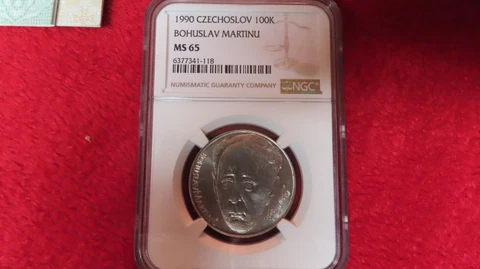 1990 CZECHOSLOV 100K
BOHUSLAV MARTINU
MS 65
6377341-118
NUMISMATIC GUARANTY COMPANY
NGC